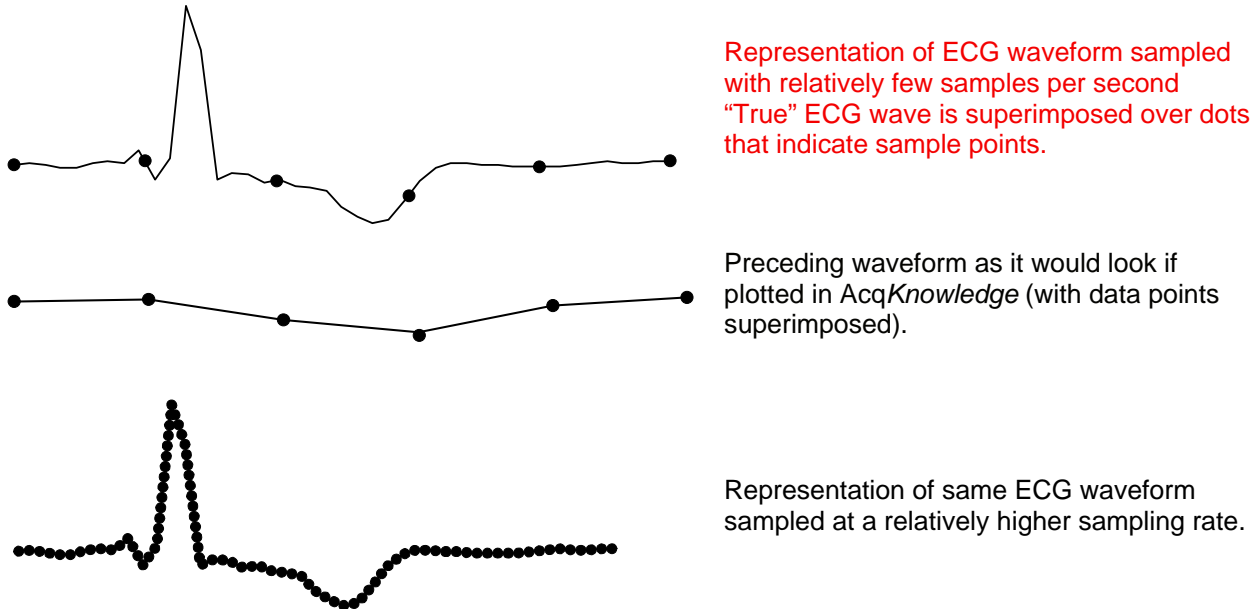 Representation of ECG waveform sampled
with relatively few samples per second
“True” ECG wave is superimposed over dots
that indicate sample points.
Preceding waveform as it would look if
plotted in AcqKnowledge (with data points
superimposed).
Representation of same ECG waveform
sampled at a relatively higher sampling rate.